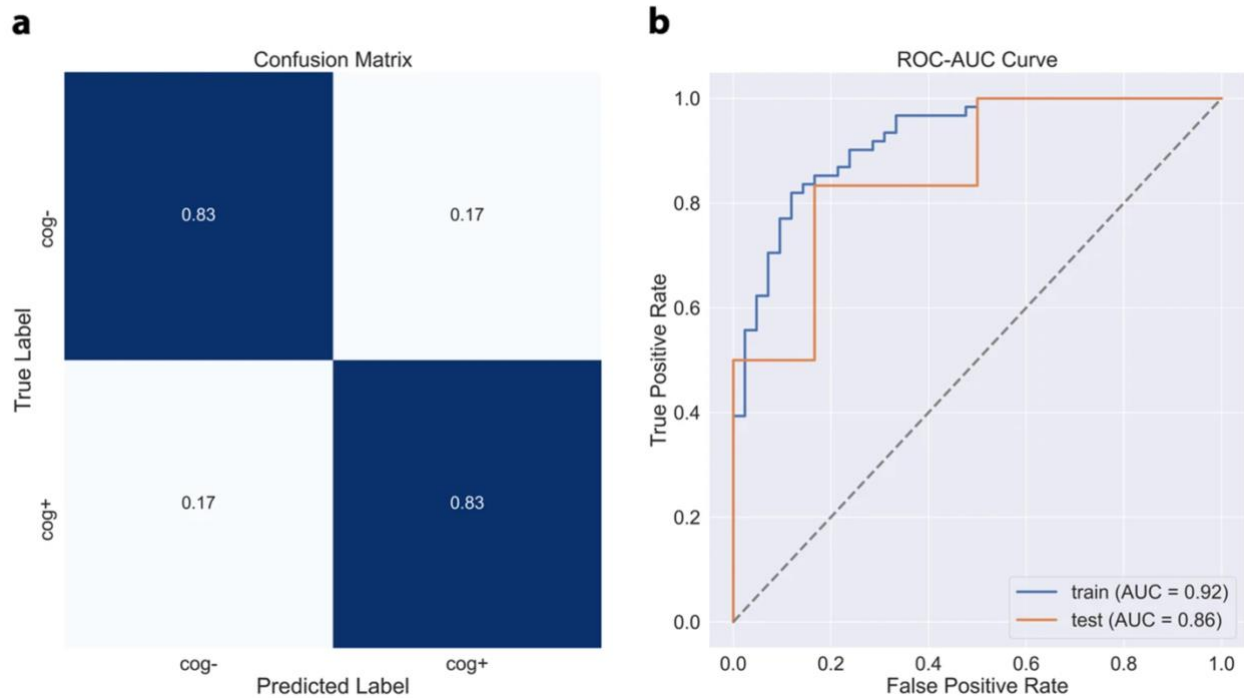 a
Confusion Matrix
True Label
cog-
0.83
0.17
cog+
0.17
0.83
cog-
cog+
Predicted Label
b
ROC-AUC Curve
True Positive Rate
1.0
0.8
0.6
0.4
0.2
0.0
train (AUC = 0.92)
test (AUC = 0.86)
0.0
0.2
0.4
0.6
0.8
1.0
False Positive Rate